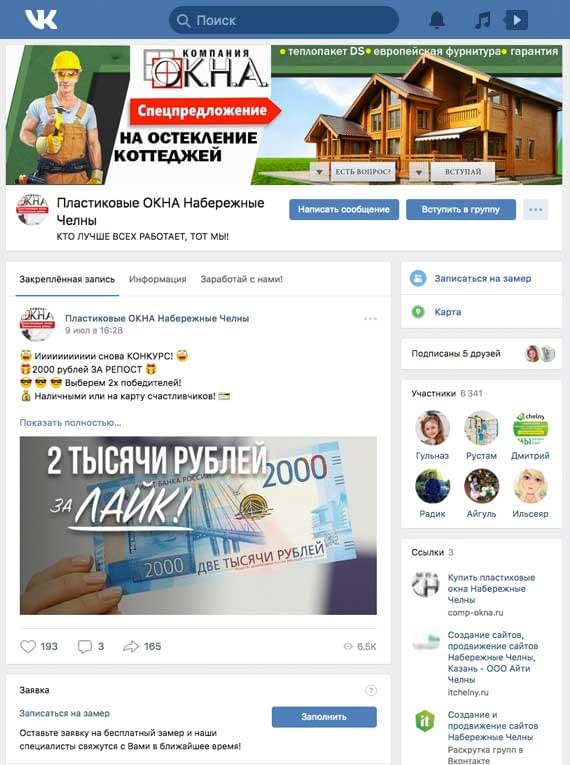 Поиск
КОМПАНИЯ
О.К.Н.А.
Спецпредложение
НА ОСТЕКЛЕНИЕ
КОТТЕДЖЕЙ
• теплопакет DS • европейская фурнитура • гарантия
ЕСТЬ ВОПРОС?
ВСТУПАЙ
Пластиковые ОКНА Набережные
Челны
КТО ЛУЧШЕ ВСЕХ РАБОТАЕТ, ТОТ МЫ!
Написать сообщение
Вступить в группу
Закреплённая запись
Информация
Заработай с нами!
Пластиковые ОКНА Набережные Челны
9 июл в 16:28
Ииииииииииии снова КОНКУРС!
2000 рублей ЗА РЕПОСТ
Выберем 2х победителей!
Наличными или на карту счастливчиков!
Показать полностью...
2 ТЫСЯЧИ РУБЛЕЙ
ЗА ЛАЙК!
БАНКА РОССИИ
2000
2000 ДВЕ ТЫСЯЧИ РУБЛЕЙ
193
3
165
6.5K
Заявка
?
Записаться на замер
Заполнить
Оставьте заявку на бесплатный замер и наши
специалисты свяжутся с Вами в ближайшее время!
Записаться на замер
Карта
Подписаны 5 друзей
Участники 6 341
Гульназ
Рустам
Дмитрий
Радик
Айгуль
Ильсеяр
Ссылки 3
Купить пластиковые
окна Набережные
Челны
comp-okna.ru
Создание сайтов,
продвижение сайтов
Набережные Челны,
Казань - ООО Айти
Челны
itchelny.ru
it
Создание и
продвижение сайтов
Набережные Челны
Раскрутка групп в
Вконтакте